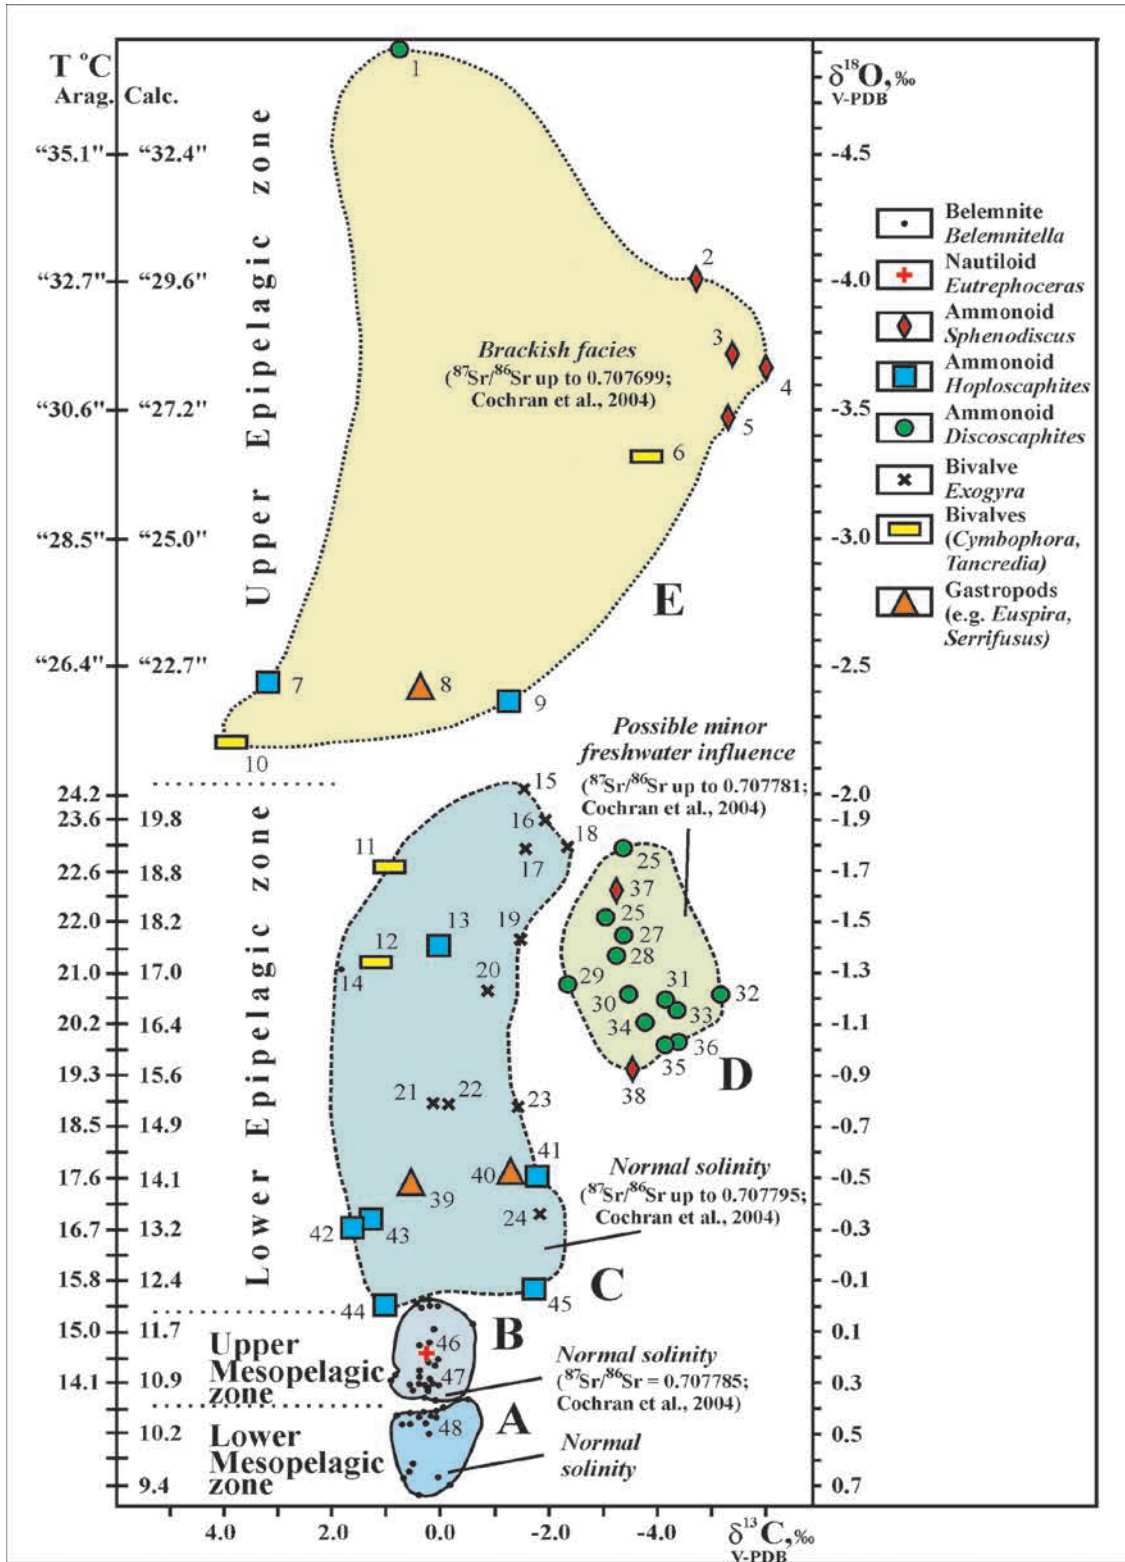 T °C
Arag. Calc.
"35.1" "32.4"
"32.7" "29.6"
"30.6" "27.2"
"28.5" "25.0"
"26.4" "22.7"
24.2
23.6 19.8
22.6 18.8
22.0 18.2
21.0 17.0
20.2 16.4
19.3 15.6
18.5 14.9
17.6 14.1
16.7 13.2
15.8 12.4
15.0 11.7
14.1 10.9
10.2
9.4
Upper Epipelagic zone
Lower Epipelagic zone
Upper
Mesopelagic
zone
Lower
Mesopelagic
zone
1
2
3
4
5
6
7
8
9
10
Brackish facies
(⁸⁷Sr/⁸⁶Sr up to 0.707699;
Cochran et al., 2004)
E
Possible minor
freshwater influence
(⁸⁷Sr/⁸⁶Sr up to 0.707781;
Cochran et al., 2004)
15
16
17
18
11
12
13
14
19
20
21
22
23
24
25
37
25
27
28
29
30
31
32
33
34
35
36
38
D
39
40
41
42
43
44
45
Normal solinity
(⁸⁷Sr/⁸⁶Sr up to 0.707795;
Cochran et al., 2004)
C
B
46
47
Normal solinity
(⁸⁷Sr/⁸⁶Sr = 0.707785;
Cochran et al., 2004)
A
48
Normal
solinity
δ¹⁸O,‰
V-PDB
-4.5
-4.0
-3.5
-3.0
-2.5
-2.0
-1.9
-1.7
-1.5
-1.3
-1.1
-0.9
-0.7
-0.5
-0.3
-0.1
0.1
0.3
0.5
0.7
Belemnite
Belemnitella
Nautiloid
Eutrephoceras
Ammonoid
Sphenodiscus
Ammonoid
Hoploscaphites
Ammonoid
Discoscaphites
Bivalve
Exogyra
Bivalves
(Cymbophora,
Tancredia)
Gastropods
(e.g. Euspira,
Serrifusus)
4.0 2.0 0.0 -2.0 -4.0 δ¹³C,‰
V-PDB